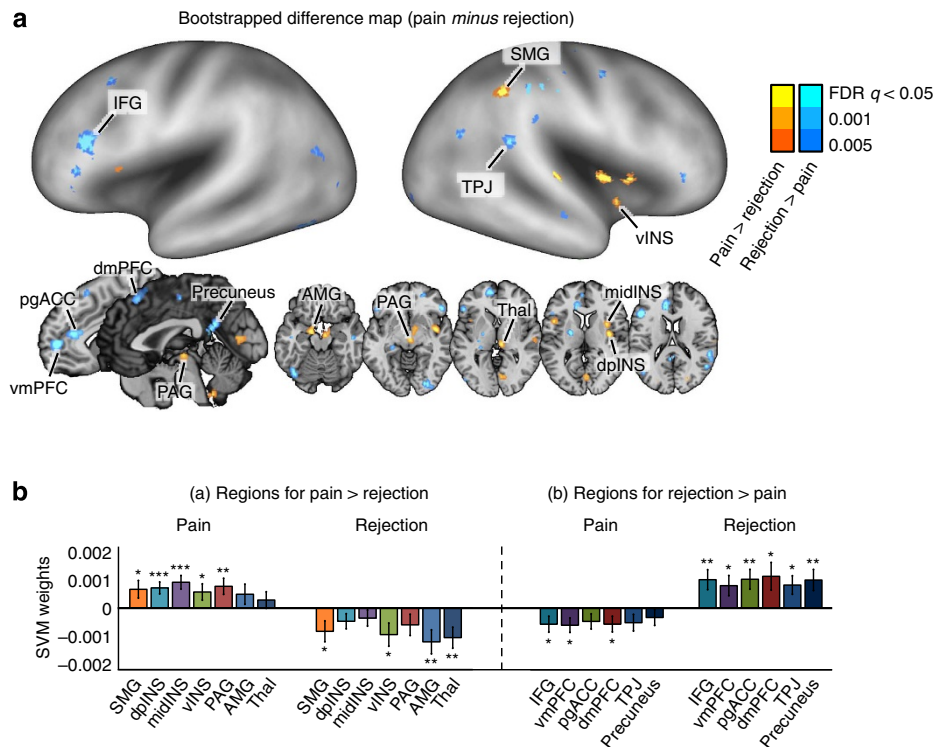 a
Bootstrapped difference map (pain minus rejection)
SMG
IFG
TPJ
vINS
FDR q < 0.05
0.001
0.005
Pain > rejection
Rejection > pain
dmPFC
pgACC
Precuneus
vmPFC
PAG
AMG
PAG
Thal
midINS
dpINS
b
(a) Regions for pain > rejection
(b) Regions for rejection > pain
Pain
Rejection
Pain
Rejection
SVM weights
0.002
0.001
0
−0.001
−0.002
* *** *** * **
* * ** **
* * *
** * ** * * **
SMG
dpINS
midINS
vINS
PAG
AMG
Thal
SMG
dpINS
midINS
vINS
PAG
AMG
Thal
IFG
vmPFC
pgACC
dmPFC
TPJ
Precuneus
IFG
vmPFC
pgACC
dmPFC
TPJ
Precuneus